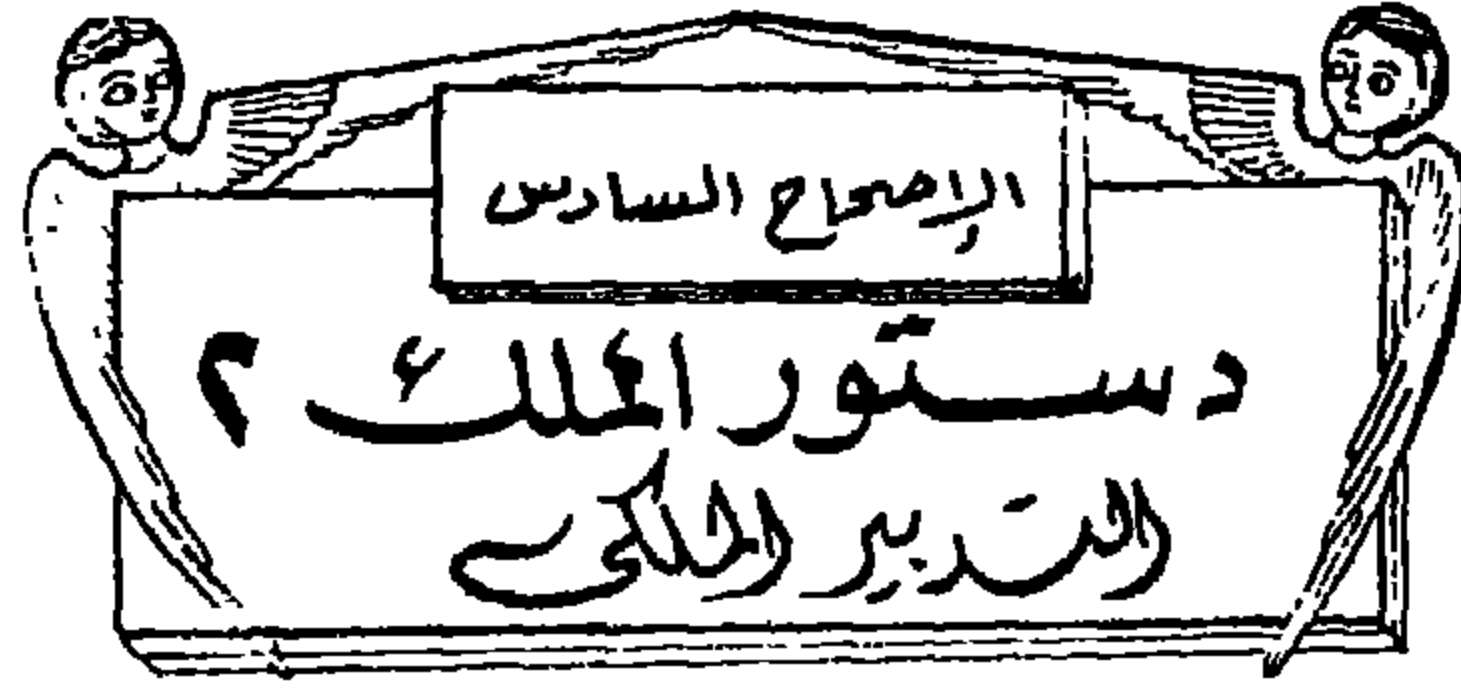 الإصحاح السادس
دستور الملك ٢
التدبير الملكى